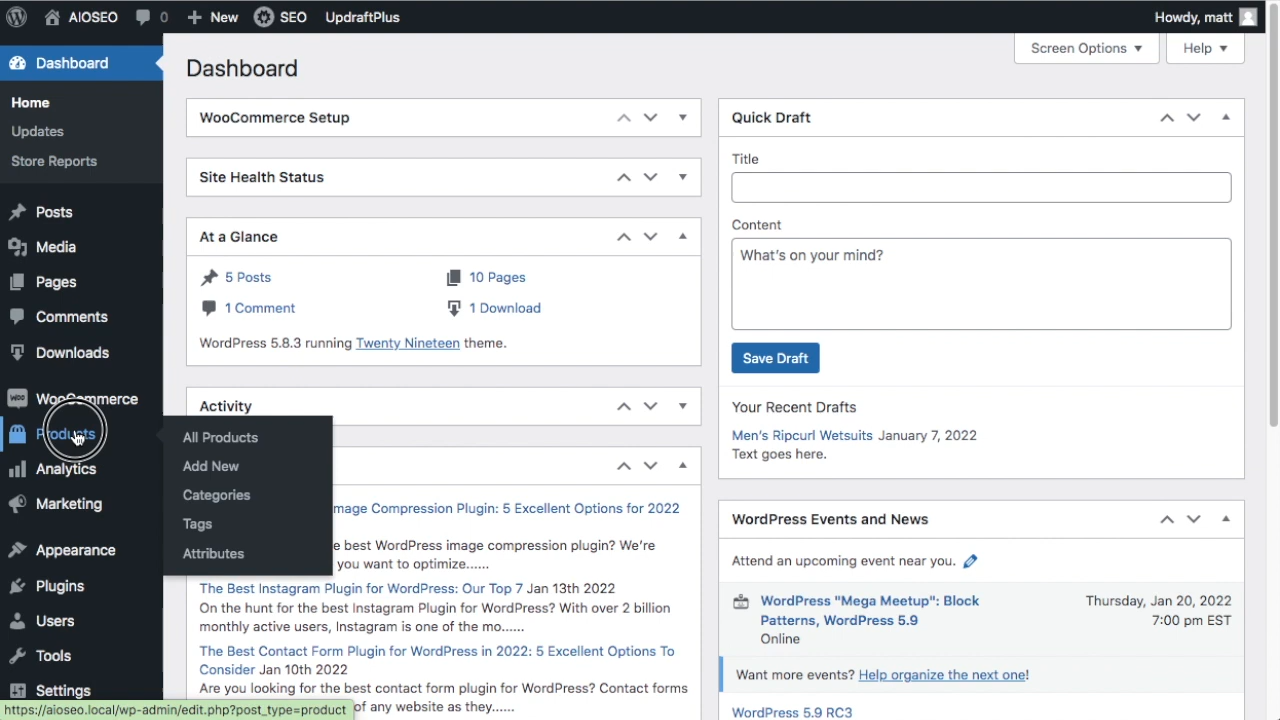 AIOSEO 0 New SEO UpdraftPlus Howdy, matt
Screen Options Help
Dashboard
Home
Updates
Store Reports
Posts
Media
Pages
Comments
Downloads
WooCommerce
Products
Analytics
Marketing
Appearance
Plugins
Users
Tools
Settings
All Products
Add New
Categories
Tags
Attributes
Dashboard
WooCommerce Setup
Site Health Status
At a Glance
5 Posts 10 Pages
1 Comment 1 Download
WordPress 5.8.3 running Twenty Nineteen theme.
Activity
mage Compression Plugin: 5 Excellent Options for 2022
e best WordPress image compression plugin? We're
you want to optimize......
The Best Instagram Plugin for WordPress: Our Top 7 Jan 13th 2022
On the hunt for the best Instagram Plugin for WordPress? With over 2 billion
monthly active users, Instagram is one of the mo......
The Best Contact Form Plugin for WordPress in 2022: 5 Excellent Options To
Consider Jan 10th 2022
Are you looking for the best contact form plugin for WordPress? Contact forms
of any website as they......
Quick Draft
Title
Content
What's on your mind?
Save Draft
Your Recent Drafts
Men's Ripcurl Wetsuits January 7, 2022
Text goes here.
WordPress Events and News
Attend an upcoming event near you.
WordPress "Mega Meetup": Block Thursday, Jan 20, 2022
Patterns, WordPress 5.9 7:00 pm EST
Online
Want more events? Help organize the next one!
WordPress 5.9 RC3
https://aioseo.local/wp-admin/edit.php?post_type=product